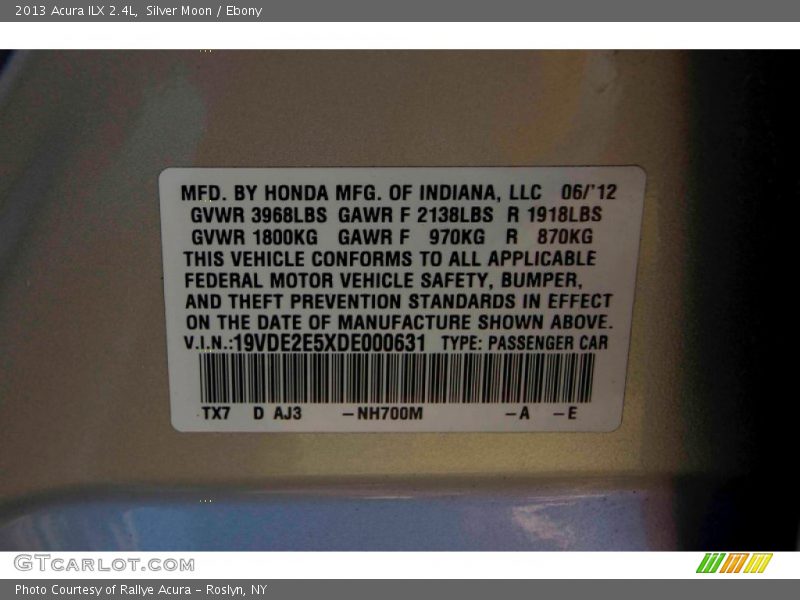 2013 Acura ILX 2.4L, Silver Moon / Ebony
MFD. BY HONDA MFG. OF INDIANA, LLC 06/'12
GVWR 3968LBS GAWR F 2138LBS R 1918LBS
GVWR 1800KG GAWR F 970KG R 870KG
THIS VEHICLE CONFORMS TO ALL APPLICABLE
FEDERAL MOTOR VEHICLE SAFETY, BUMPER,
AND THEFT PREVENTION STANDARDS IN EFFECT
ON THE DATE OF MANUFACTURE SHOWN ABOVE.
V.I.N.:19VDE2E5XDE000631 TYPE: PASSENGER CAR
TX7 D AJ3 -NH700M -A -E
GTCARLOT.COM
Photo Courtesy of Rallye Acura - Roslyn, NY